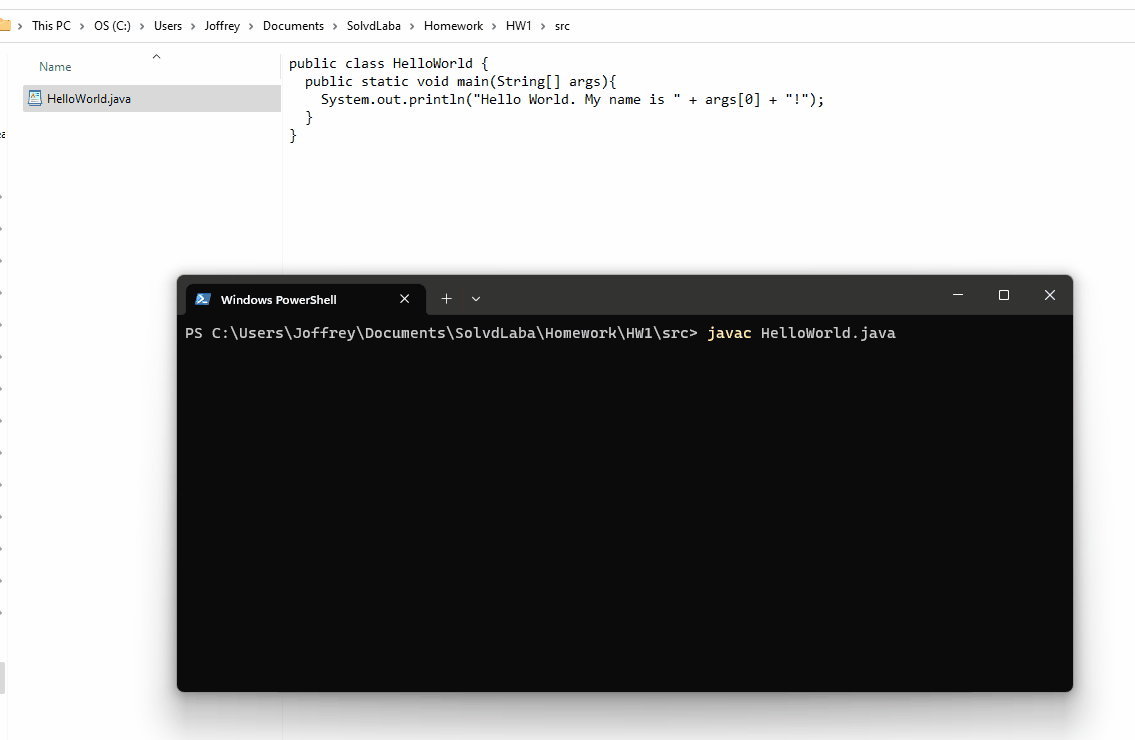 This PC > OS (C:) > Users > Joffrey > Documents > SolvdLaba > Homework > HW1 > src
Name
HelloWorld.java
public class HelloWorld {
  public static void main(String[] args){
    System.out.println("Hello World. My name is " + args[0] + "!");
  }
}
Windows PowerShell
PS C:\Users\Joffrey\Documents\SolvdLaba\Homework\HW1\src> javac HelloWorld.java